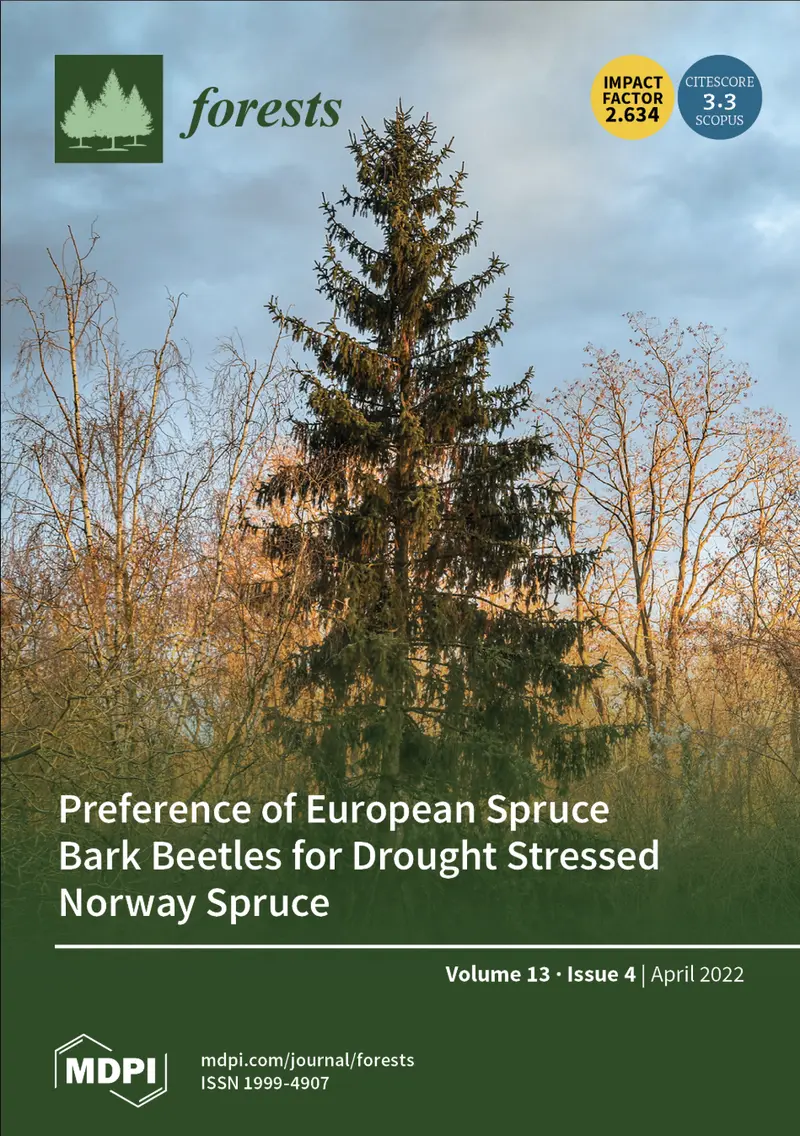 forests
IMPACT
FACTOR
2.634
CITESCORE
3.3
SCOPUS
Preference of European Spruce
Bark Beetles for Drought Stressed
Norway Spruce
Volume 13 · Issue 4 | April 2022
MDPI
mdpi.com/journal/forests
ISSN 1999-4907